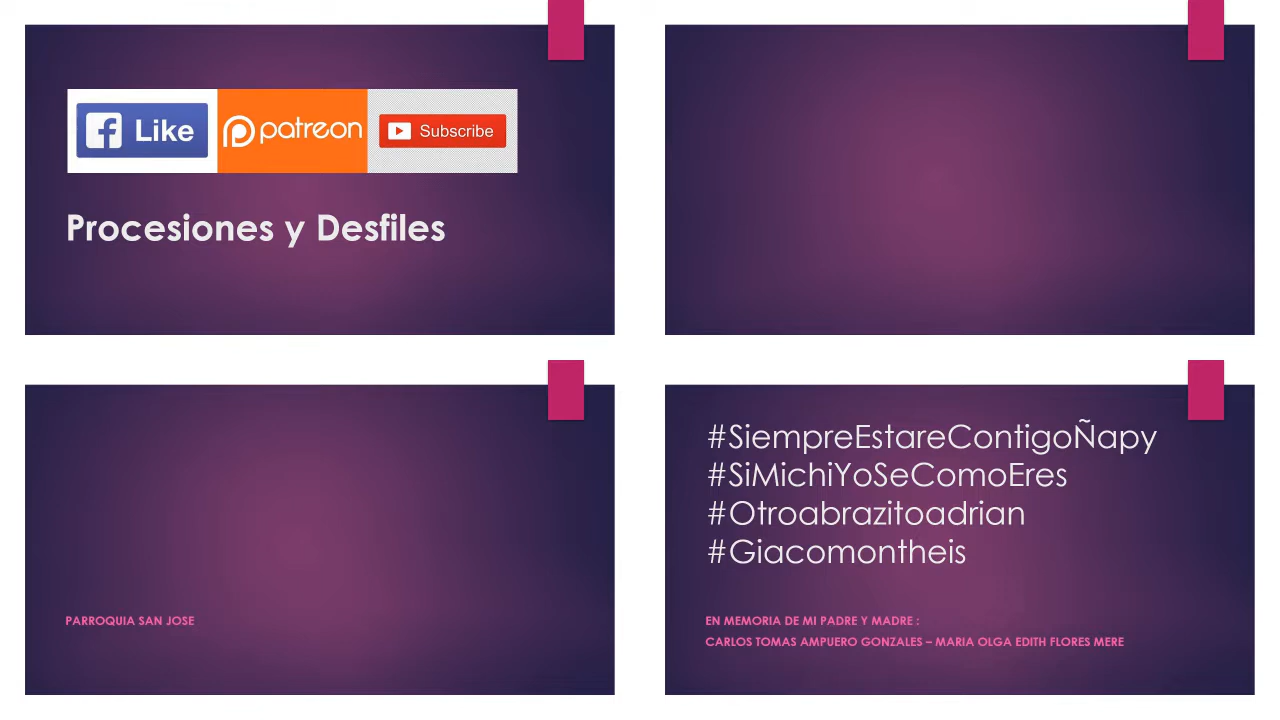 Like
patreon
Subscribe
Procesiones y Desfiles
PARROQUIA SAN JOSE
#SiempreEstareContigoÑapy
#SiMichiYoSeComoEres
#Otroabrazitoadrian
#Giacomontheis
EN MEMORIA DE MI PADRE Y MADRE :
CARLOS TOMAS AMPUERO GONZALES – MARIA OLGA EDITH FLORES MERE